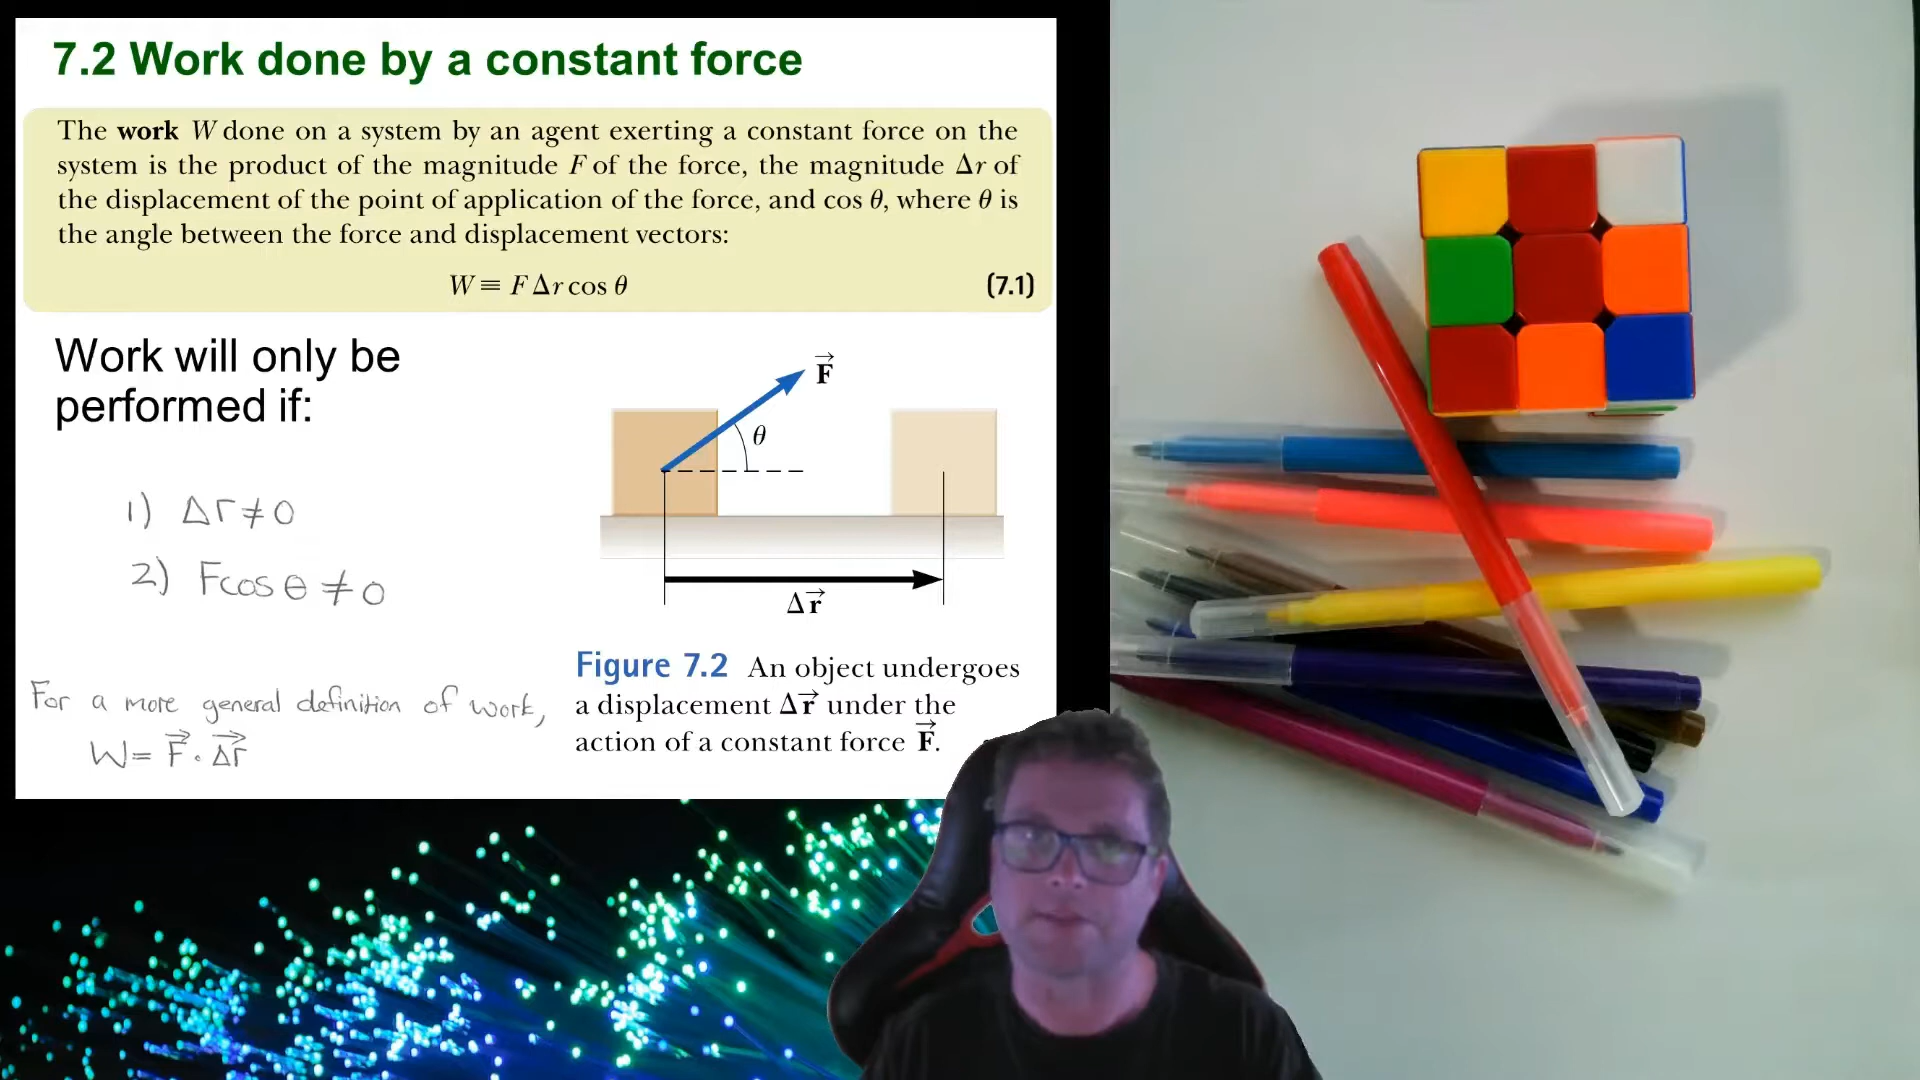 7.2 Work done by a constant force
The work W done on a system by an agent exerting a constant force on the
system is the product of the magnitude F of the force, the magnitude Δr of
the displacement of the point of application of the force, and cos θ, where θ is
the angle between the force and displacement vectors:
W ≡ F Δr cos θ (7.1)
Work will only be
performed if:
1) Δr ≠ 0
2) Fcos θ ≠ 0
For a more general definition of work,
W = F⃗ · Δr⃗
F⃗
θ
Δr⃗
Figure 7.2 An object undergoes
a displacement Δr⃗ under the
action of a constant force F⃗.